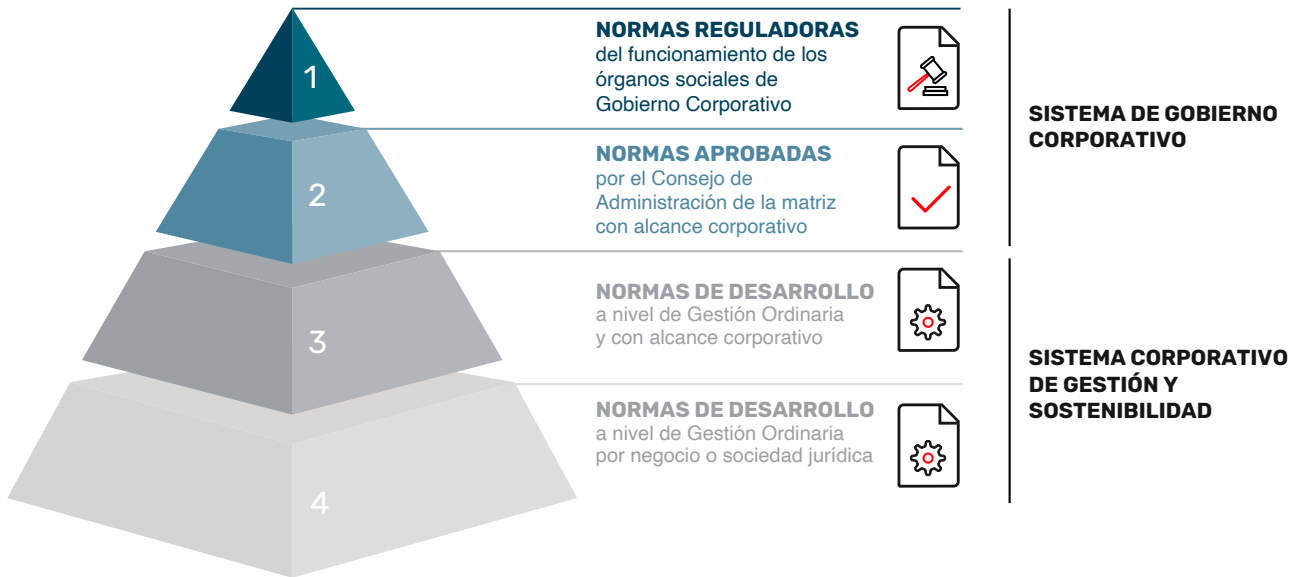 1
NORMAS REGULADORAS
del funcionamiento de los
órganos sociales de
Gobierno Corporativo
2
NORMAS APROBADAS
por el Consejo de
Administración de la matriz
con alcance corporativo
SISTEMA DE GOBIERNO
CORPORATIVO
3
NORMAS DE DESARROLLO
a nivel de Gestión Ordinaria
y con alcance corporativo
4
NORMAS DE DESARROLLO
a nivel de Gestión Ordinaria
por negocio o sociedad jurídica
SISTEMA CORPORATIVO
DE GESTIÓN Y
SOSTENIBILIDAD